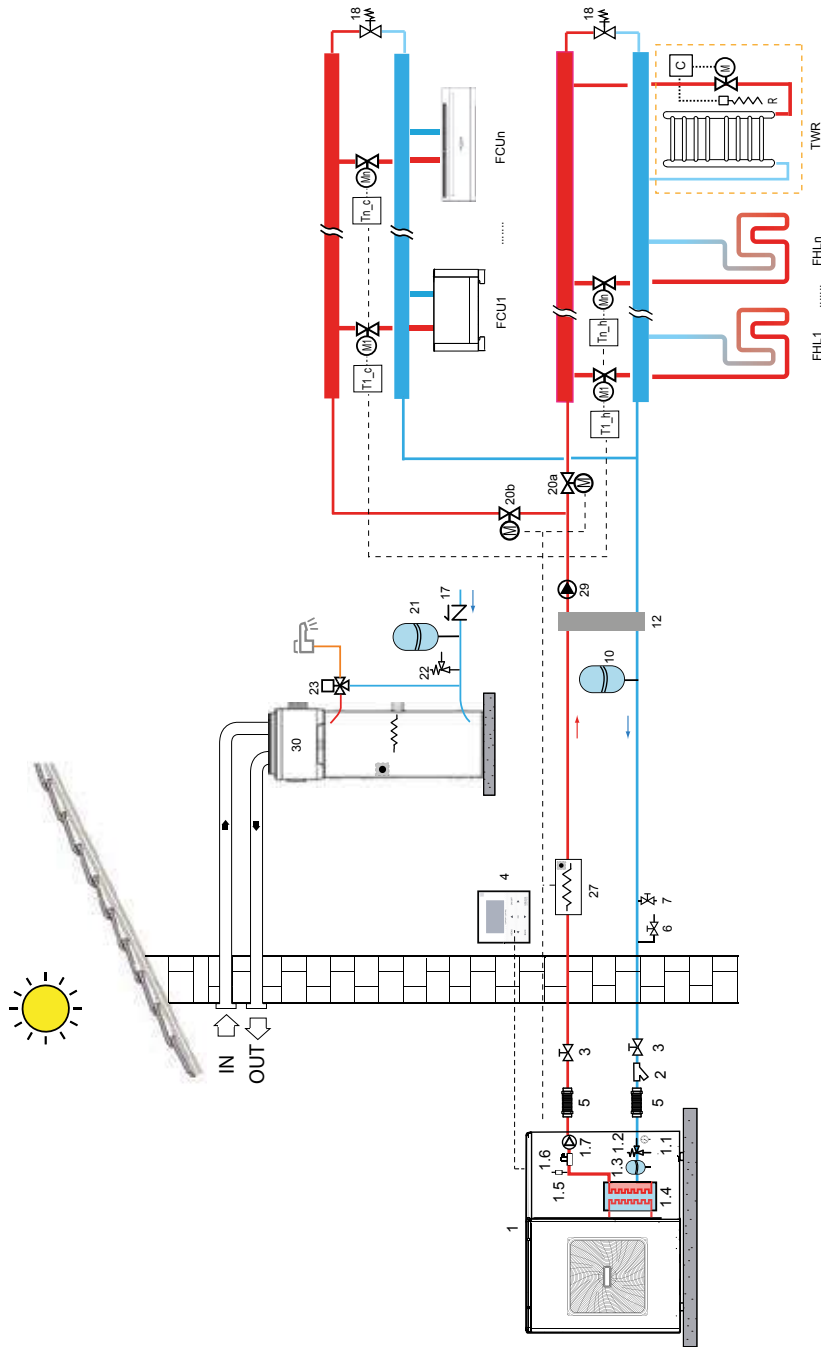 18
18
C
M
R
TWR
FCUn
Mn
Tn_c
FCU1
M1
T1_c
FHLn
........
........
Mn
Tn_h
FHL1
M1
T1_h
20b
M
20a
M
29
12
10
17
21
22
23
30
IN
OUT
4
27
7
6
3
3
2
5
5
1
1.7
1.6
1.5
1.2
1.3
1.1
1.4